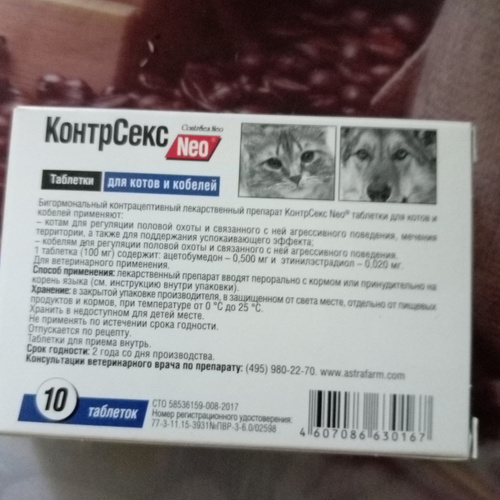 КонтрСекс
ContrSex Neo
Neo®
Таблетки для котов и кобелей
Бигормональный контрацептивный лекарственный препарат КонтрСекс Neo® таблетки для котов и
кобелей применяют:
– котам для регуляции половой охоты и связанного с ней агрессивного поведения, мечения
территории, а также для поддержания успокаивающего эффекта;
– кобелям для регуляции половой охоты и связанного с ней агрессивного поведения.
1 таблетка (100 мг) содержит: ацетобумедон – 0,500 мг и этинилэстрадиол – 0,020 мг.
Для ветеринарного применения.
Способ применения: лекарственный препарат вводят перорально с кормом или принудительно на
корень языка (см. инструкцию внутри упаковки).
Хранение: в закрытой упаковке производителя, в защищенном от света месте, отдельно от пищевых
продуктов и кормов, при температуре от 0 °С до 25 °С.
Хранить в недоступном для детей месте.
Не применять по истечении срока годности.
Отпускается по рецепту.
Таблетки для приема внутрь.
Срок годности: 2 года со дня производства.
Консультации ветеринарного врача по препарату: (495) 980-22-70. www.astrafarm.com
10 таблеток
СТО 58536159-008-2017
Номер регистрационного удостоверения:
77-3-11.15-3931№ПВР-3-6.0/02598
4 607086 630167